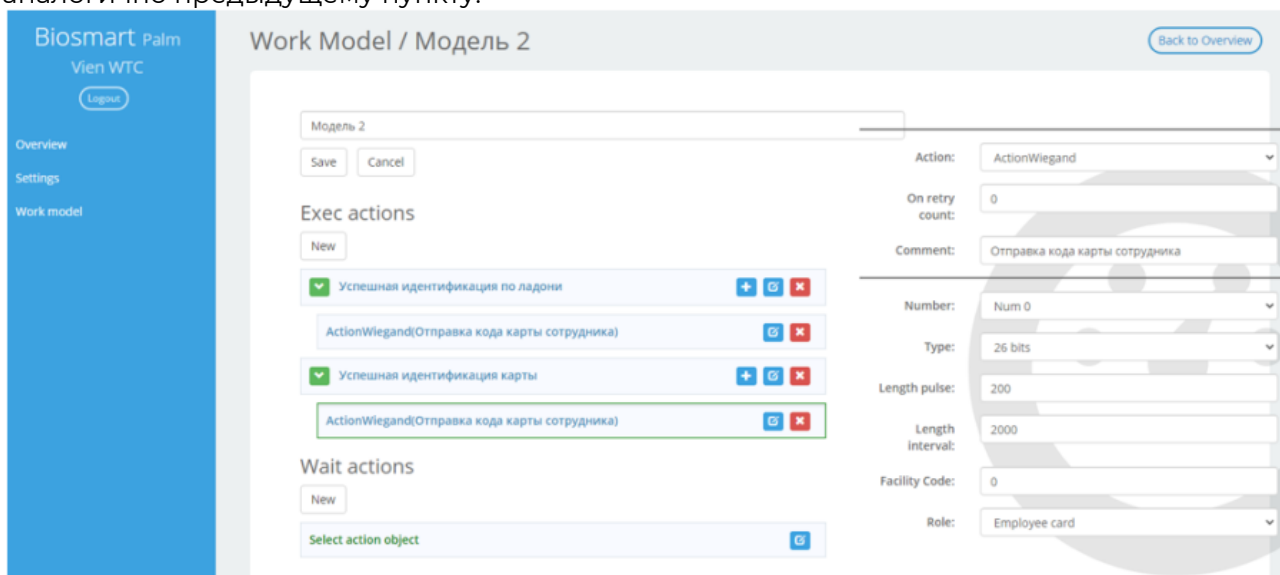 аналогично предыдущему пункту.
Biosmart Palm
Vien WTC
Logout
Overview
Settings
Work model
Work Model / Модель 2
Back to Overview
Модель 2
Save Cancel
Exec actions
New
Успешная идентификация по ладони
ActionWiegand(Отправка кода карты сотрудника)
Успешная идентификация карты
ActionWiegand(Отправка кода карты сотрудника)
Wait actions
New
Select action object
Action: ActionWiegand
On retry count: 0
Comment: Отправка кода карты сотрудника
Number: Num 0
Type: 26 bits
Length pulse: 200
Length interval: 2000
Facility Code: 0
Role: Employee card